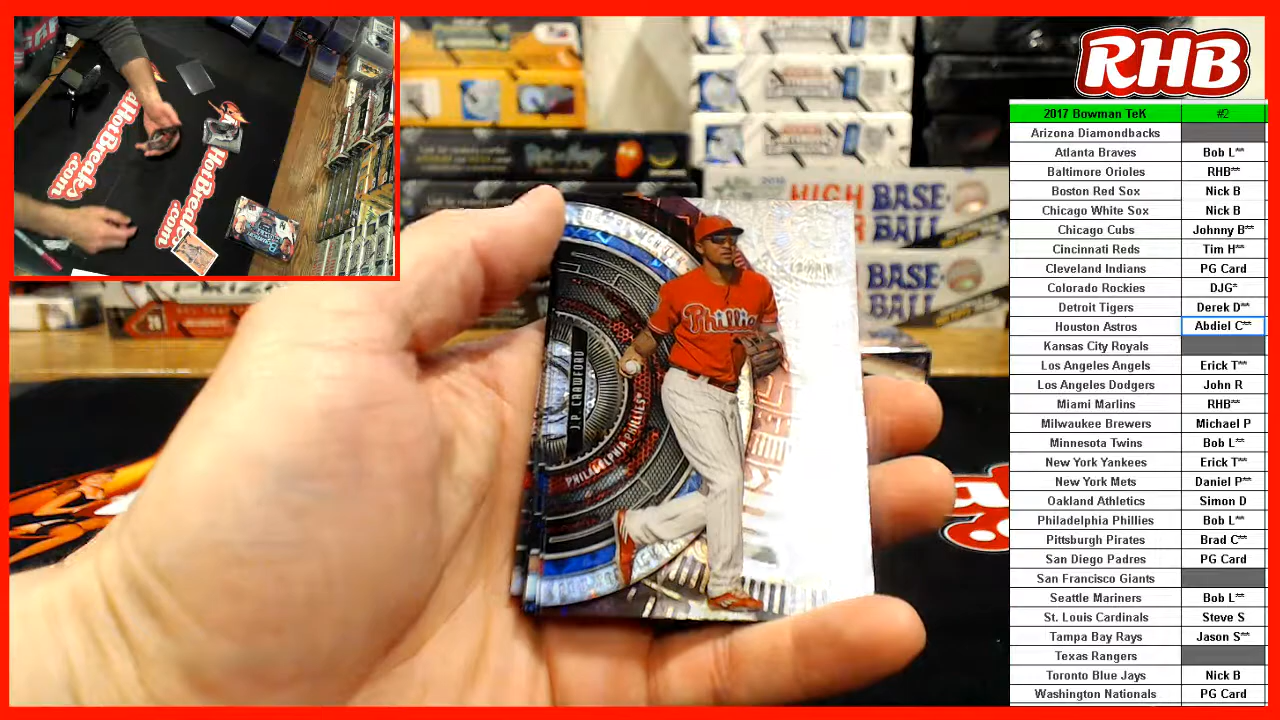 RHB
2017 Bowman TeK #2
Arizona Diamondbacks
Atlanta Braves Bob L**
Baltimore Orioles RHB**
Boston Red Sox Nick B
Chicago White Sox Nick B
Chicago Cubs Johnny B**
Cincinnati Reds Tim H**
Cleveland Indians PG Card
Colorado Rockies DJG*
Detroit Tigers Derek D**
Houston Astros Abdiel C**
Kansas City Royals
Los Angeles Angels Erick T**
Los Angeles Dodgers John R
Miami Marlins RHB**
Milwaukee Brewers Michael P
Minnesota Twins Bob L**
New York Yankees Erick T**
New York Mets Daniel P**
Oakland Athletics Simon D
Philadelphia Phillies Bob L**
Pittsburgh Pirates Brad C**
San Diego Padres PG Card
San Francisco Giants
Seattle Mariners Bob L**
St. Louis Cardinals Steve S
Tampa Bay Rays Jason S**
Texas Rangers
Toronto Blue Jays Nick B
Washington Nationals PG Card
HotBreaks
.com
HIGH BASE-
BASE-
BALL
J.P. CRAWFORD
PHILADELPHIA PHILLIES
Phillies